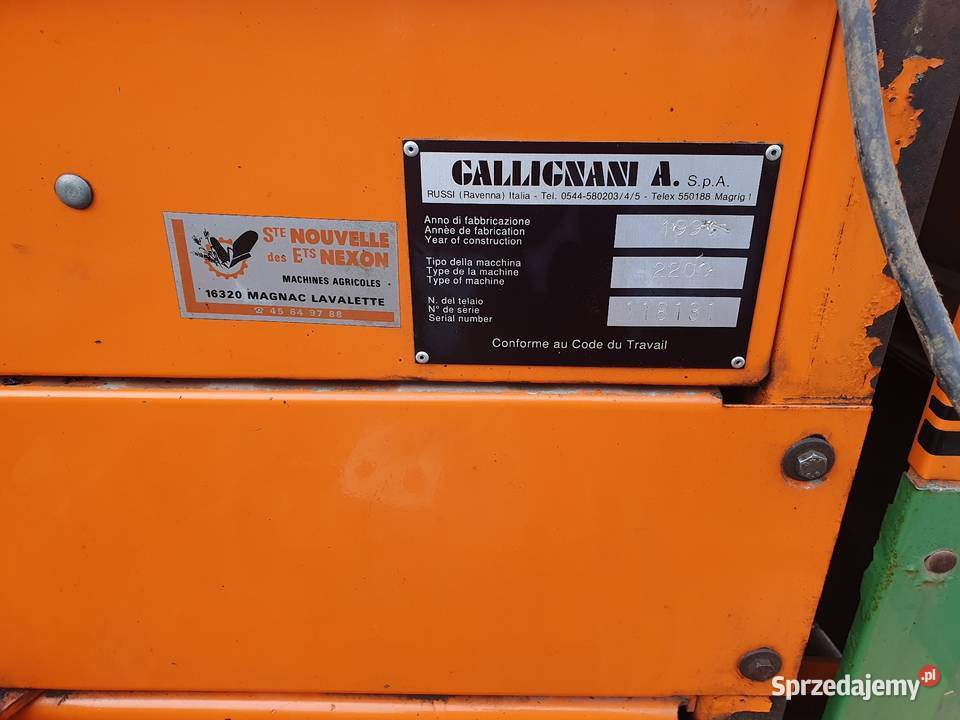 GALLIGNANI A. S.p.A.
RUSSI (Ravenna) Italia - Tel. 0544-580203/4/5 - Telex 550188 Magrig I
Anno di fabbricazione
Année de fabrication
Year of construction
Tipo della macchina
Type de la machine
Type of machine
2200
N. del telaio
N° de série
Serial number
118131
Conforme au Code du Travail
STE NOUVELLE
des ETS NEXON
MACHINES AGRICOLES
16320 MAGNAC LAVALETTE
☎ 45 64 97 88
Sprzedajemy.pl